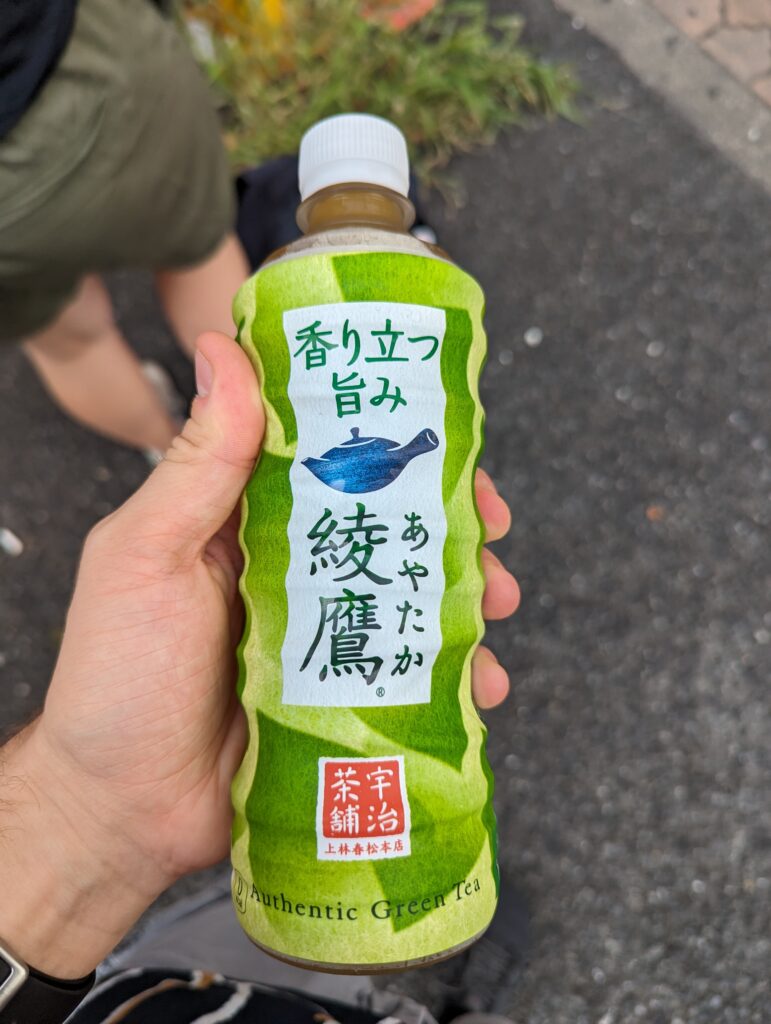 香り立つ
旨み
綾鷹
あやたか
®
宇治
茶舗
上林春松本店
Authentic Green Tea